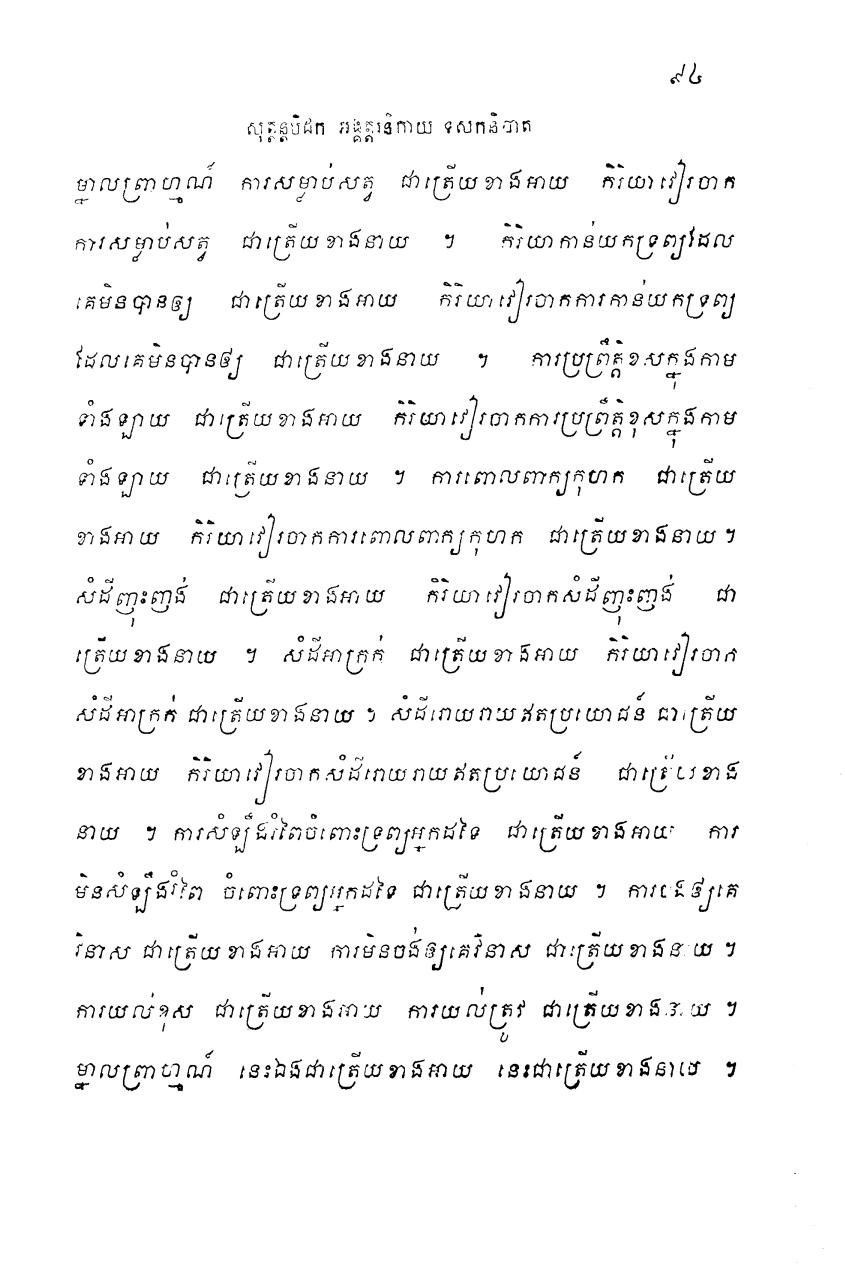 ៩៤
សុត្តន្តបិដក អង្គុត្តរនិកាយ ទសកនិបាត
ម្នាលព្រាហ្មណ៍ ការសម្លាប់សត្វ ជាត្រើយខាងអាយ កិរិយាវៀរចាក
ការសម្លាប់សត្វ ជាត្រើយខាងនាយ ។ កិរិយាកាន់យកទ្រព្យដែល
គេមិនបានឲ្យ ជាត្រើយខាងអាយ កិរិយាវៀរចាកការកាន់យកទ្រព្យ
ដែលគេមិនបានឲ្យ ជាត្រើយខាងនាយ ។ ការប្រព្រឹត្តិខុសក្នុងកាម
ទាំងឡាយ ជាត្រើយខាងអាយ កិរិយាវៀរចាកការប្រព្រឹត្តិខុសក្នុងកាម
ទាំងឡាយ ជាត្រើយខាងនាយ ។ ការពោលពាក្យកុហក ជាត្រើយ
ខាងអាយ កិរិយាវៀរចាកការពោលពាក្យកុហក ជាត្រើយខាងនាយ ។
សំដីញុះញង់ ជាត្រើយខាងអាយ កិរិយាវៀរចាកសំដីញុះញង់ ជា
ត្រើយខាងនាយ ។ សំដីអាក្រក់ ជាត្រើយខាងអាយ កិរិយាវៀរចាក
សំដីអាក្រក់ ជាត្រើយខាងនាយ ។ សំដីរោយរាយឥតប្រយោជន៍ ជាត្រើយ
ខាងអាយ កិរិយាវៀរចាកសំដីរោយរាយឥតប្រយោជន៍ ជាត្រើយខាង
នាយ ។ ការសំឡឹងរំពៃចំពោះទ្រព្យអ្នកដទៃ ជាត្រើយខាងអាយ ការ
មិនសំឡឹងរំពៃ ចំពោះទ្រព្យអ្នកដទៃ ជាត្រើយខាងនាយ ។ ការចងឲ្យគេ
វិនាស ជាត្រើយខាងអាយ ការមិនចង់ឲ្យគេវិនាស ជាត្រើយខាងនាយ ។
ការយល់ខុស ជាត្រើយខាងអាយ ការយល់ត្រូវ ជាត្រើយខាងនាយ ។
ម្នាលព្រាហ្មណ៍ នេះឯងជាត្រើយខាងអាយ នេះជាត្រើយខាងនាយ ។